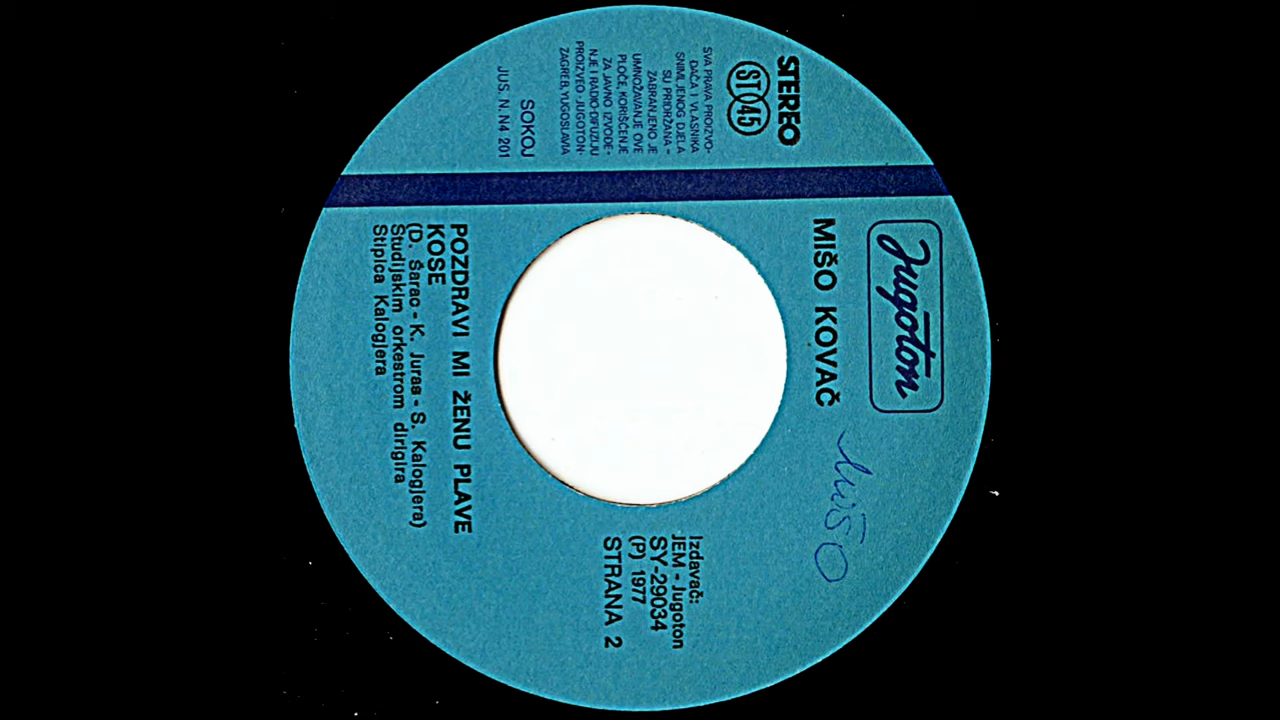 Jugoton
MIŠO KOVAČ
mišo
STEREO
ST 045
SVA PRAVA PROIZVO-
ĐAČA I VLASNIKA
SNIMLJENOG DJELA
SU PRIDRŽANA -
ZABRANJENO JE
UMNOŽAVANJE OVE
PLOČE, KORIŠĆENJE
ZA JAVNO IZVOĐE-
NJE I RADIO-DIFUZIJU
PROIZVEO - JUGOTON-
ZAGREB, YUGOSLAVIA
SOKOJ
JUS. N. N4 201
Izdavač:
JEM - Jugoton
SY-29034
(P) 1977
STRANA 2
POZDRAVI MI ŽENU PLAVE
KOSE
(D. Šarac - K. Juras - S. Kalogjera)
Studijskim orkestrom dirigira
Stipica Kalogjera